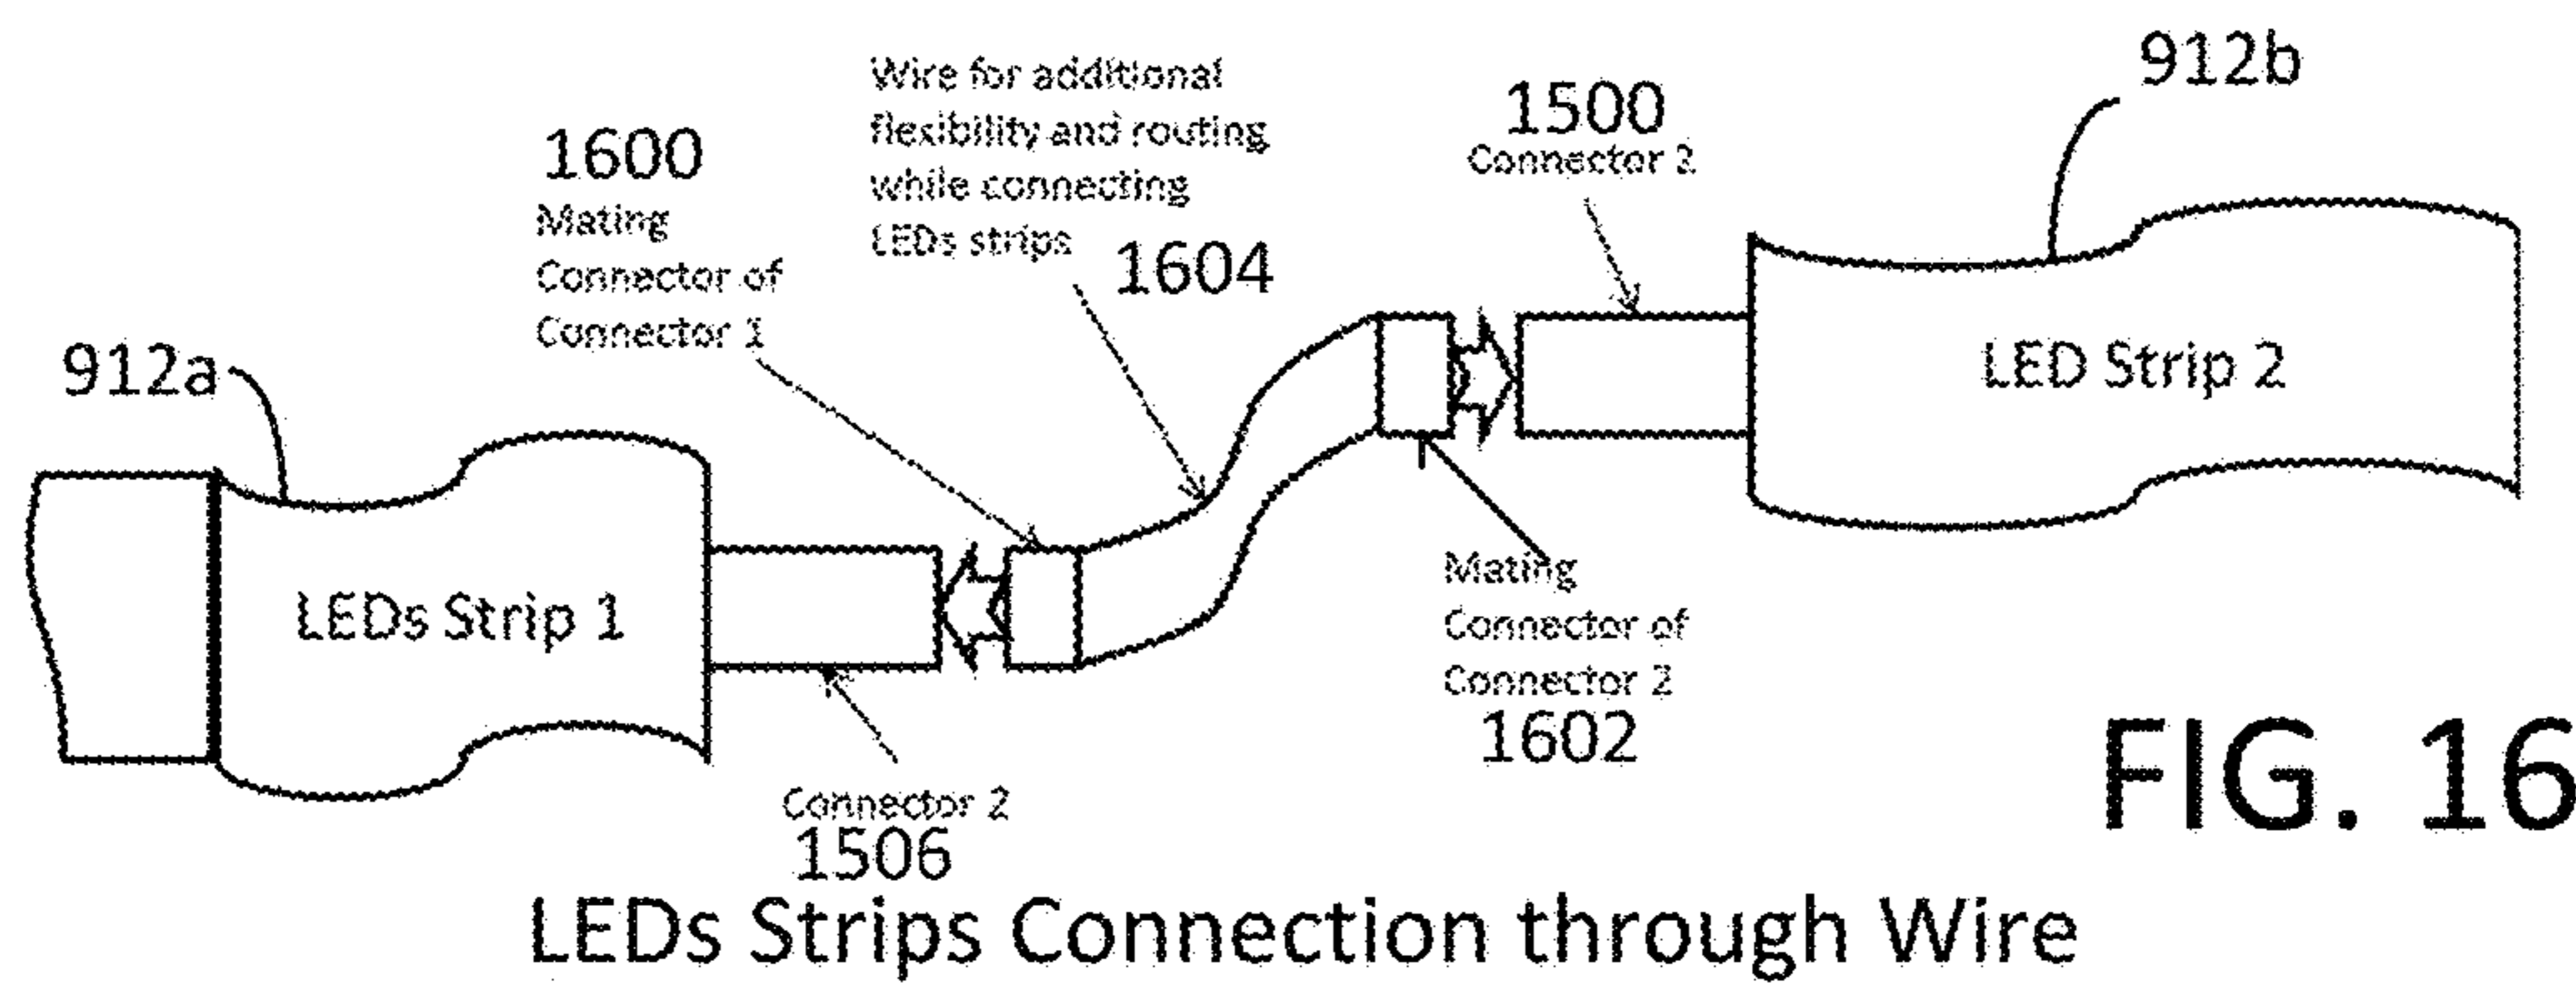 912b
Wire for additional
flexibility and routing
while connecting
LEDs strips
1604
1500
Connector 2
1600
Mating
Connector of
Connector 1
912a
LED Strip 2
LEDs Strip 1
Mating
Connector of
Connector 2
1602
Connector 2
1506
FIG. 16
LEDs Strips Connection through Wire